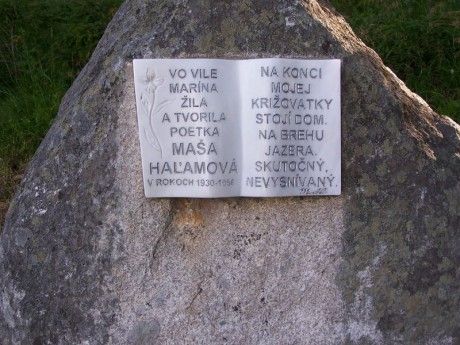 VO VILE
MARÍNA
ŽILA
A TVORILA
POETKA
MAŠA
HAĽAMOVÁ
V ROKOCH 1930-
NA KONCI
MOJEJ
KRIŽOVATKY
STOJÍ DOM.
NA BREHU
JAZERA.
SKUTOČNÝ,
NEVYSNÍVANÝ.